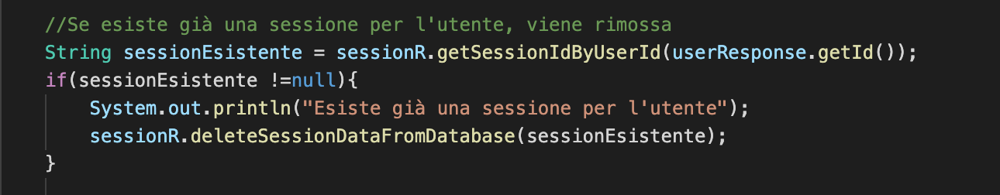 //Se esiste già una sessione per l'utente, viene rimossa
String sessionEsistente = sessionR.getSessionIdByUserId(userResponse.getId());
if(sessionEsistente !=null){
    System.out.println("Esiste già una sessione per l'utente");
    sessionR.deleteSessionDataFromDatabase(sessionEsistente);
}